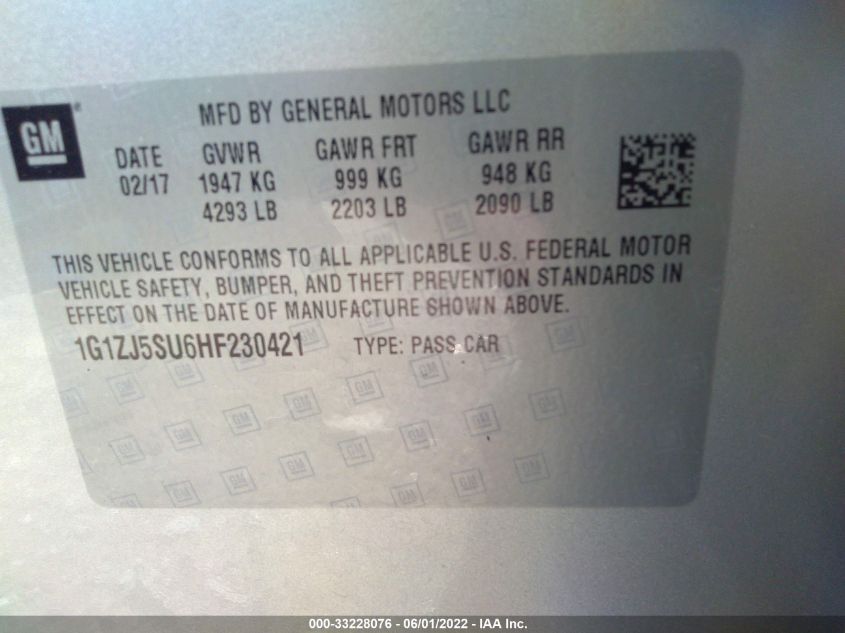 MFD BY GENERAL MOTORS LLC
GM®
DATE GVWR GAWR FRT GAWR RR
02/17 1947 KG 999 KG 948 KG
4293 LB 2203 LB 2090 LB
THIS VEHICLE CONFORMS TO ALL APPLICABLE U.S. FEDERAL MOTOR
VEHICLE SAFETY, BUMPER, AND THEFT PREVENTION STANDARDS IN
EFFECT ON THE DATE OF MANUFACTURE SHOWN ABOVE.
1G1ZJ5SU6HF230421 TYPE: PASS CAR
000-33228076 - 06/01/2022 - IAA Inc.